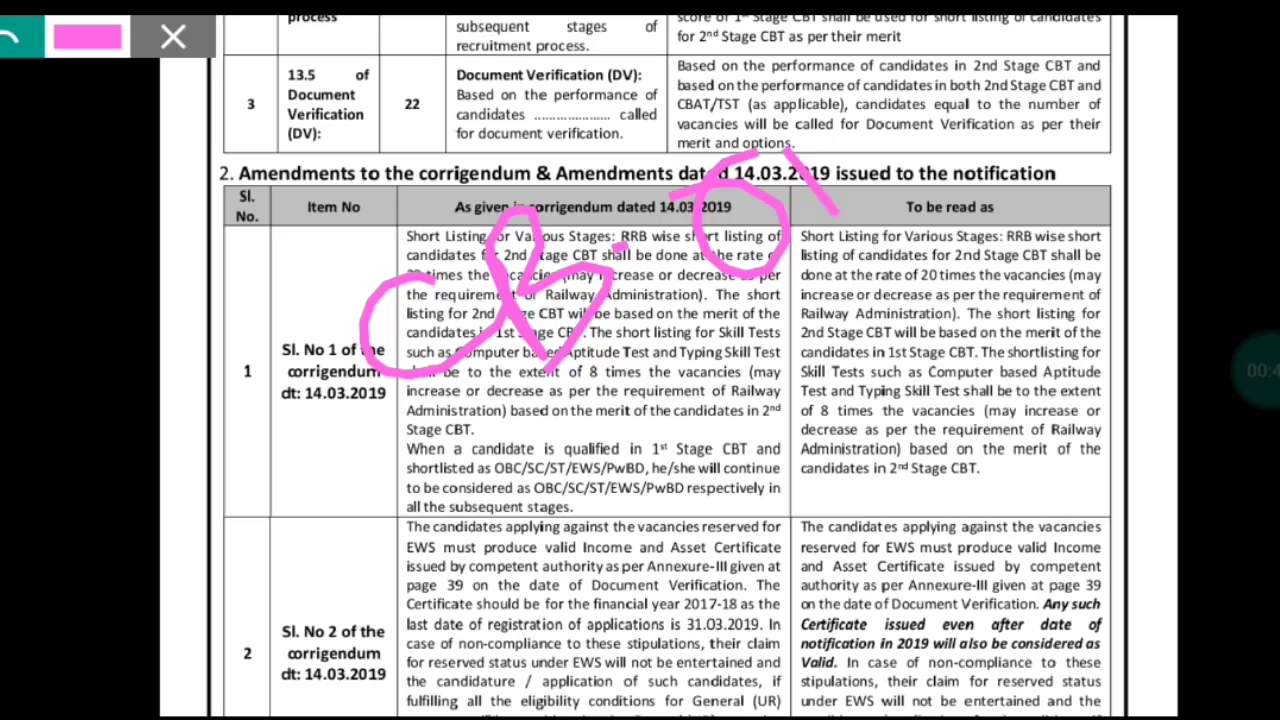 process
subsequent stages of
recruitment process.
score of 1st Stage CBT shall be used for short listing of candidates
for 2nd Stage CBT as per their merit
3
13.5 of
Document
Verification
(DV):
22
Document Verification (DV):
Based on the performance of
candidates .................... called
for document verification.
Based on the performance of candidates in 2nd Stage CBT and
based on the performance of candidates in both 2nd Stage CBT and
CBAT/TST (as applicable), candidates equal to the number of
vacancies will be called for Document Verification as per their
merit and options.
2. Amendments to the corrigendum & Amendments dated 14.03.2019 issued to the notification
Sl.
No.
Item No
As given in corrigendum dated 14.03.2019
To be read as
1
Sl. No 1 of the
corrigendum
dt: 14.03.2019
Short Listing for Various Stages: RRB wise short listing of
candidates for 2nd Stage CBT shall be done at the rate of
20 times the vacancies (may increase or decrease as per
the requirement of Railway Administration). The short
listing for 2nd Stage CBT will be based on the merit of the
candidates in 1st Stage CBT. The short listing for Skill Tests
such as Computer based Aptitude Test and Typing Skill Test
shall be to the extent of 8 times the vacancies (may
increase or decrease as per the requirement of Railway
Administration) based on the merit of the candidates in 2nd
Stage CBT.
When a candidate is qualified in 1st Stage CBT and
shortlisted as OBC/SC/ST/EWS/PwBD, he/she will continue
to be considered as OBC/SC/ST/EWS/PwBD respectively in
all the subsequent stages.
Short Listing for Various Stages: RRB wise short
listing of candidates for 2nd Stage CBT shall be
done at the rate of 20 times the vacancies (may
increase or decrease as per the requirement of
Railway Administration). The short listing for
2nd Stage CBT will be based on the merit of the
candidates in 1st Stage CBT. The shortlisting for
Skill Tests such as Computer based Aptitude
Test and Typing Skill Test shall be to the extent
of 8 times the vacancies (may increase or
decrease as per the requirement of Railway
Administration) based on the merit of the
candidates in 2nd Stage CBT.
2
Sl. No 2 of the
corrigendum
dt: 14.03.2019
The candidates applying against the vacancies reserved for
EWS must produce valid Income and Asset Certificate
issued by competent authority as per Annexure-III given at
page 39 on the date of Document Verification. The
Certificate should be for the financial year 2017-18 as the
last date of registration of applications is 31.03.2019. In
case of non-compliance to these stipulations, their claim
for reserved status under EWS will not be entertained and
the candidature / application of such candidates, if
fulfilling all the eligibility conditions for General (UR)
The candidates applying against the vacancies
reserved for EWS must produce valid Income
and Asset Certificate issued by competent
authority as per Annexure-III given at page 39
on the date of Document Verification. Any such
Certificate issued even after date of
notification in 2019 will also be considered as
Valid. In case of non-compliance to these
stipulations, their claim for reserved status
under EWS will not be entertained and the